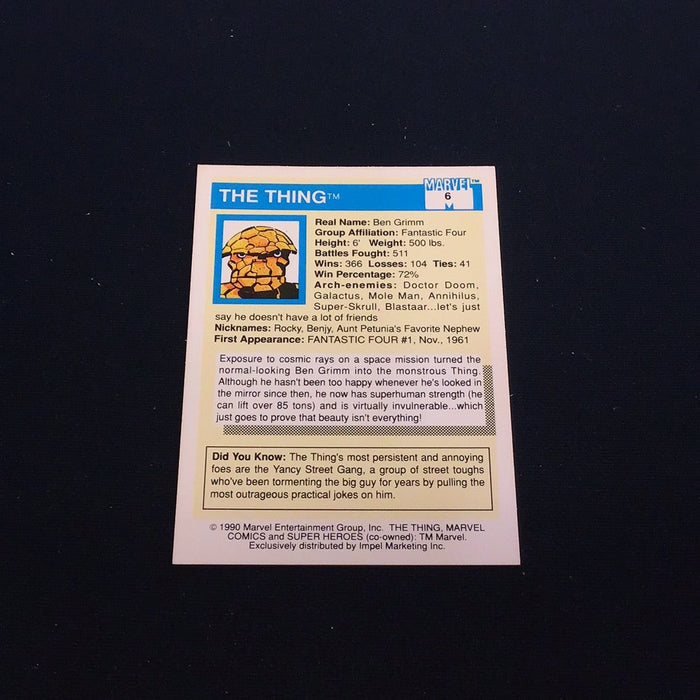 THE THING™
MARVEL™
6
Real Name: Ben Grimm
Group Affiliation: Fantastic Four
Height: 6' Weight: 500 lbs.
Battles Fought: 511
Wins: 366 Losses: 104 Ties: 41
Win Percentage: 72%
Arch-enemies: Doctor Doom,
Galactus, Mole Man, Annihilus,
Super-Skrull, Blastaar...let's just
say he doesn't have a lot of friends
Nicknames: Rocky, Benjy, Aunt Petunia's Favorite Nephew
First Appearance: FANTASTIC FOUR #1, Nov., 1961
Exposure to cosmic rays on a space mission turned the
normal-looking Ben Grimm into the monstrous Thing.
Although he hasn't been too happy whenever he's looked in
the mirror since then, he now has superhuman strength (he
can lift over 85 tons) and is virtually invulnerable...which
just goes to prove that beauty isn't everything!
Did You Know: The Thing's most persistent and annoying
foes are the Yancy Street Gang, a group of street toughs
who've been tormenting the big guy for years by pulling the
most outrageous practical jokes on him.
© 1990 Marvel Entertainment Group, Inc. THE THING, MARVEL
COMICS and SUPER HEROES (co-owned): TM Marvel.
Exclusively distributed by Impel Marketing Inc.